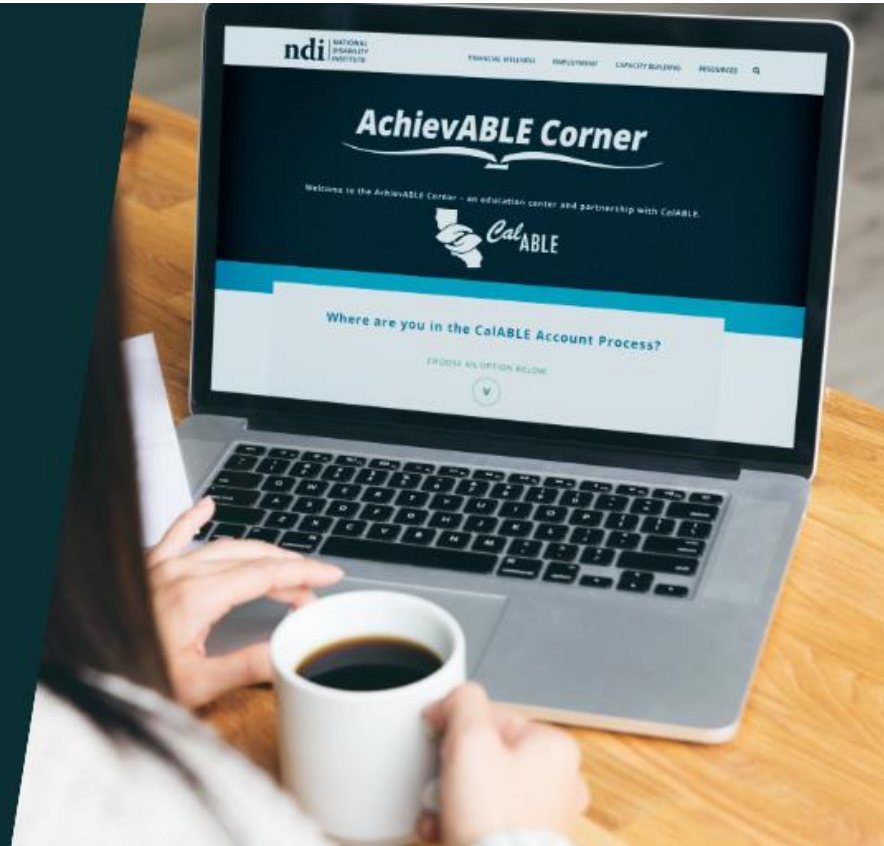 ndi
NATIONAL
DISABILITY
INSTITUTE
FINANCIAL WELLNESS EMPLOYMENT CAPACITY BUILDING RESOURCES
AchievABLE Corner
Welcome to the AchievABLE Corner – an education center and partnership with CalABLE.
CalABLE
Where are you in the CalABLE Account Process?
CHOOSE AN OPTION BELOW